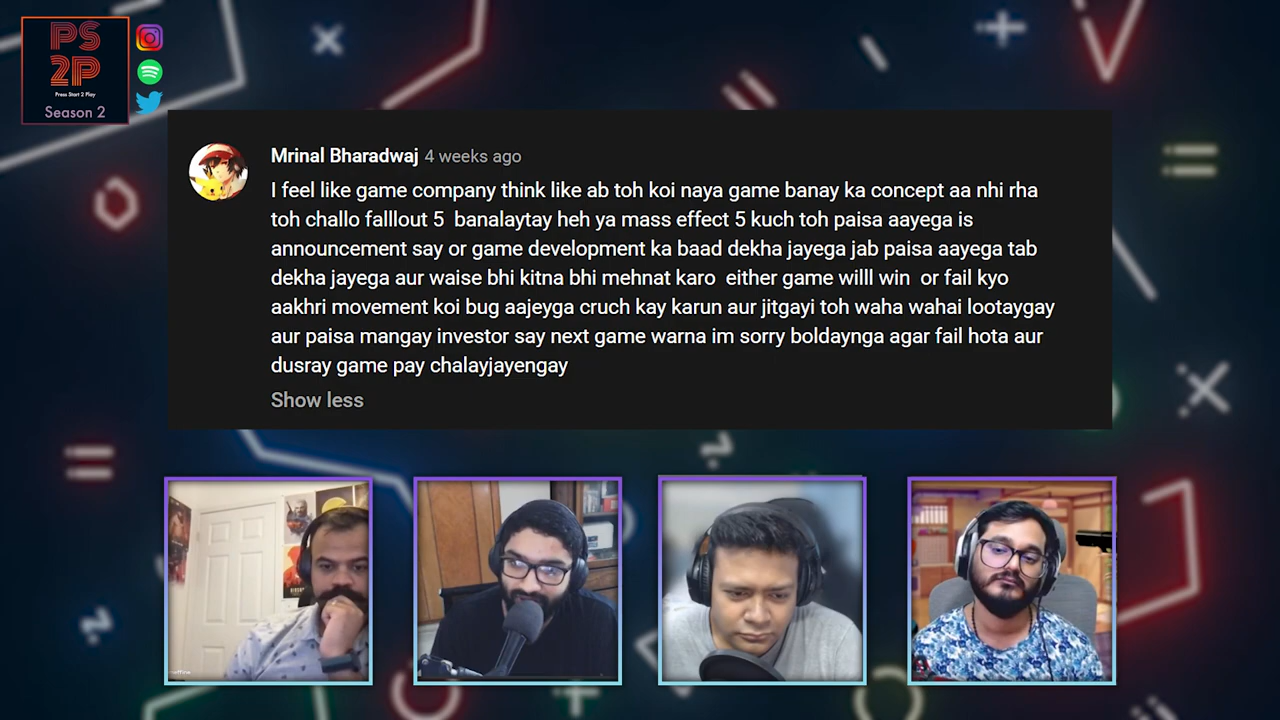 PS
2P
Press Start 2 Play
Season 2
Mrinal Bharadwaj 4 weeks ago
I feel like game company think like ab toh koi naya game banay ka concept aa nhi rha
toh challo falllout 5 banalaytay heh ya mass effect 5 kuch toh paisa aayega is
announcement say or game development ka baad dekha jayega jab paisa aayega tab
dekha jayega aur waise bhi kitna bhi mehnat karo either game willl win or fail kyo
aakhri movement koi bug aajeyga cruch kay karun aur jitgayi toh waha wahai lootaygay
aur paisa mangay investor say next game warna im sorry boldaynga agar fail hota aur
dusray game pay chalayjayengay
Show less